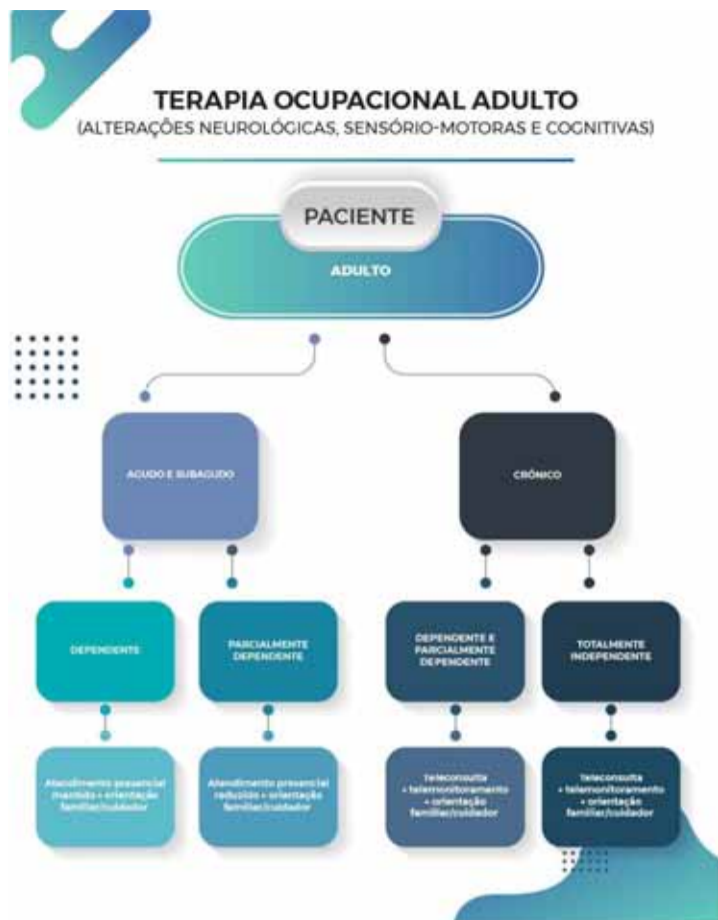 TERAPIA OCUPACIONAL ADULTO
(ALTERAÇÕES NEUROLÓGICAS, SENSÓRIO-MOTORAS E COGNITIVAS)
PACIENTE
ADULTO
AGUDO E SUBAGUDO
CRÔNICO
DEPENDENTE
PARCIALMENTE
DEPENDENTE
DEPENDENTE E
PARCIALMENTE
DEPENDENTE
TOTALMENTE
INDEPENDENTE
Atendimento presencial
mantido + orientação
familiar/cuidador
Atendimento presencial
reduzido + orientação
familiar/cuidador
Teleconsulta
+ telemonitoramento
+ orientação
familiar/cuidador
Teleconsulta
+ telemonitoramento
+ orientação
familiar/cuidador